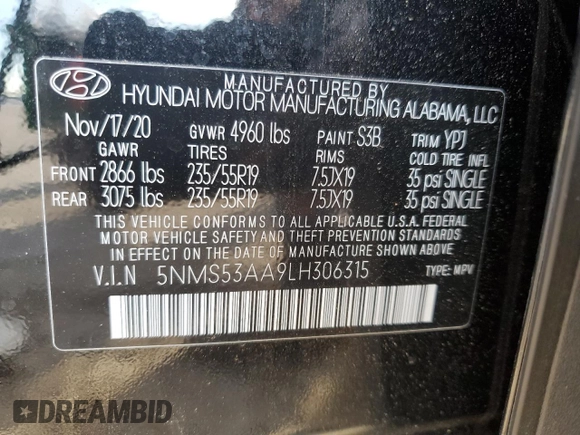 MANUFACTURED BY
HYUNDAI MOTOR MANUFACTURING ALABAMA, LLC
Nov/17/20 GVWR 4960 lbs PAINT S3B TRIM YPJ
GAWR TIRES RIMS COLD TIRE INFL
FRONT 2866 lbs 235/55R19 7.5JX19 35 psi SINGLE
REAR 3075 lbs 235/55R19 7.5JX19 35 psi SINGLE
THIS VEHICLE CONFORMS TO ALL APPLICABLE U.S.A. FEDERAL
MOTOR VEHICLE SAFETY AND THEFT PREVENTION STANDARDS
IN EFFECT ON THE DATE OF MANUFACTURE SHOWN ABOVE.
V.I.N 5NMS53AA9LH306315 TYPE: MPV
DREAMBID